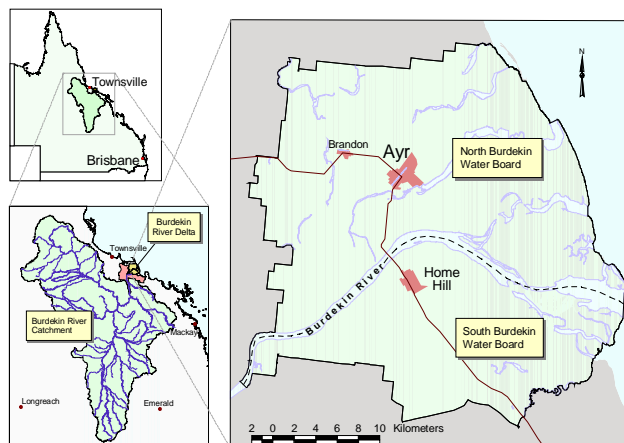 Townsville
Brisbane
Burdekin
River Delta
Townsville
Burdekin River
Catchment
Mackay
Longreach
Emerald
N
Brandon
Ayr
North Burdekin
Water Board
Burdekin River
Home
Hill
South Burdekin
Water Board
2 0 2 4 6 8 10 Kilometers